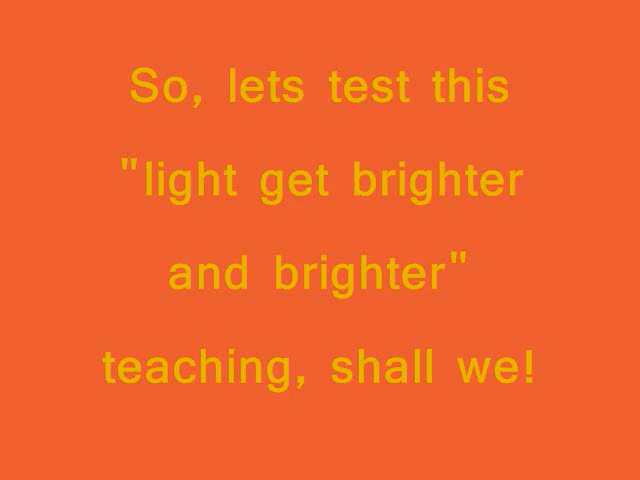 So, lets test this
"light get brighter
and brighter"
teaching, shall we!